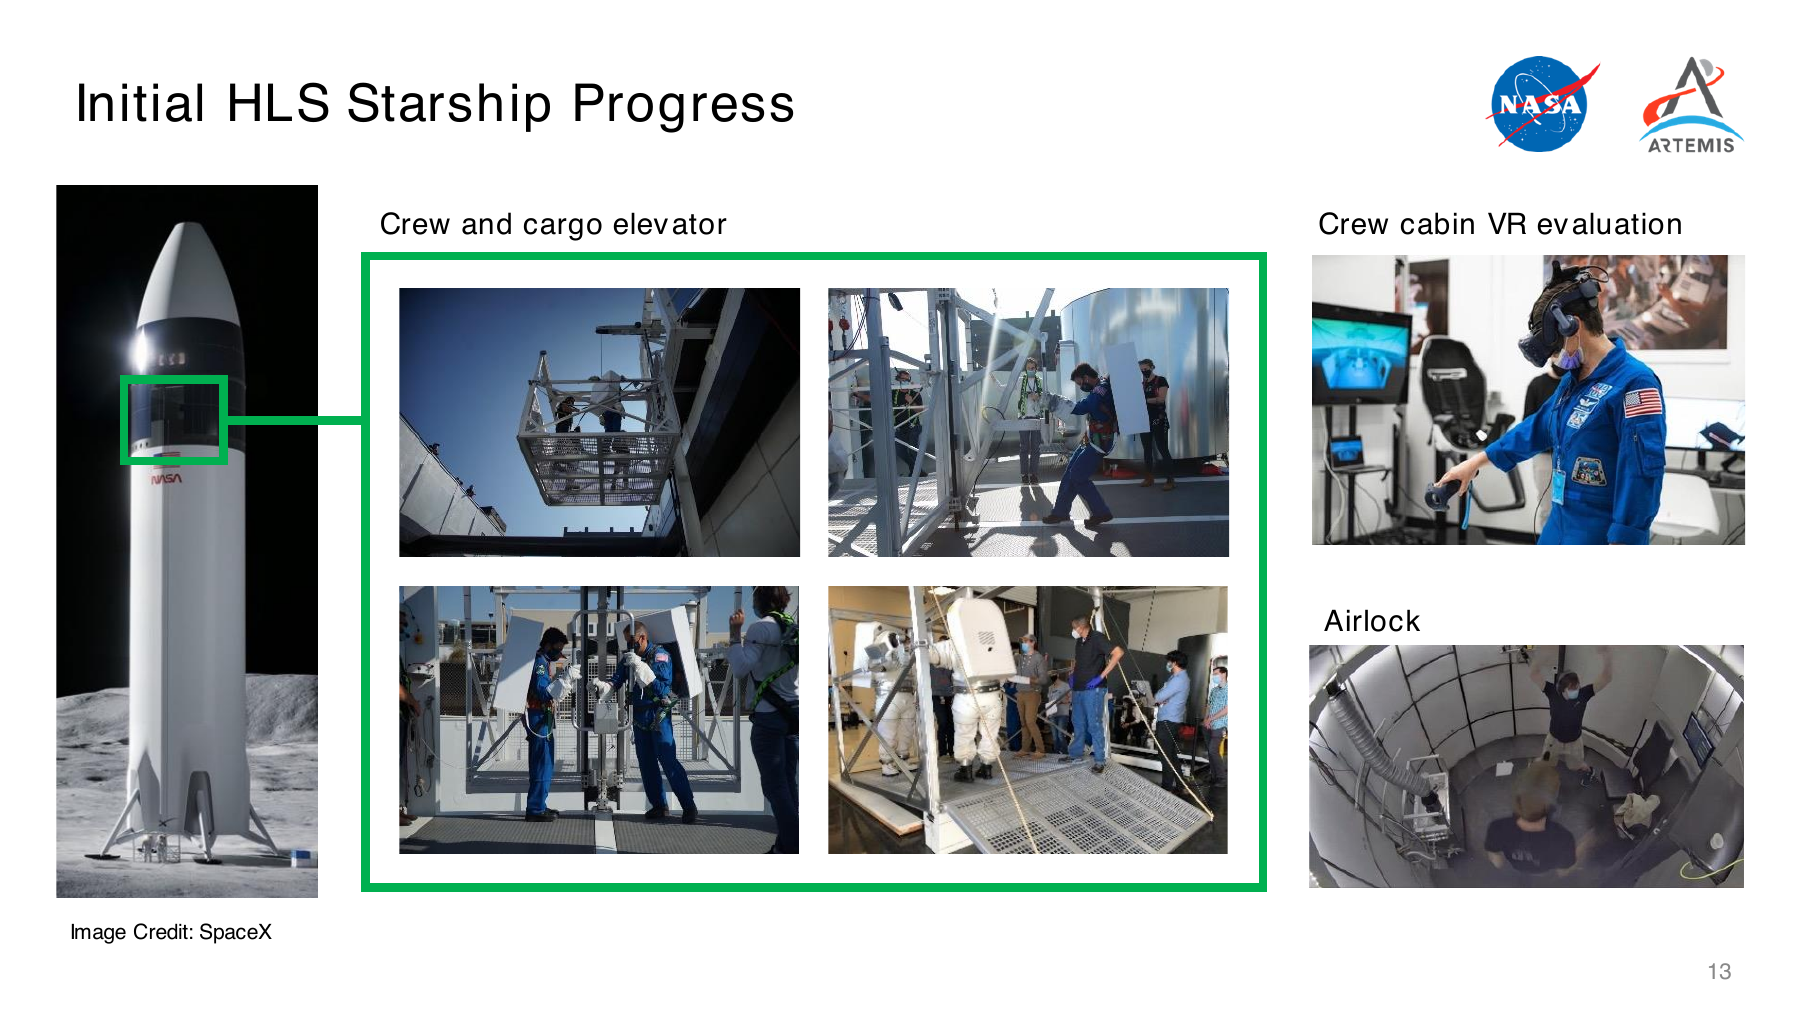 Initial HLS Starship Progress
NASA
ARTEMIS
Crew and cargo elevator
Crew cabin VR evaluation
NASA
Airlock
Image Credit: SpaceX
13